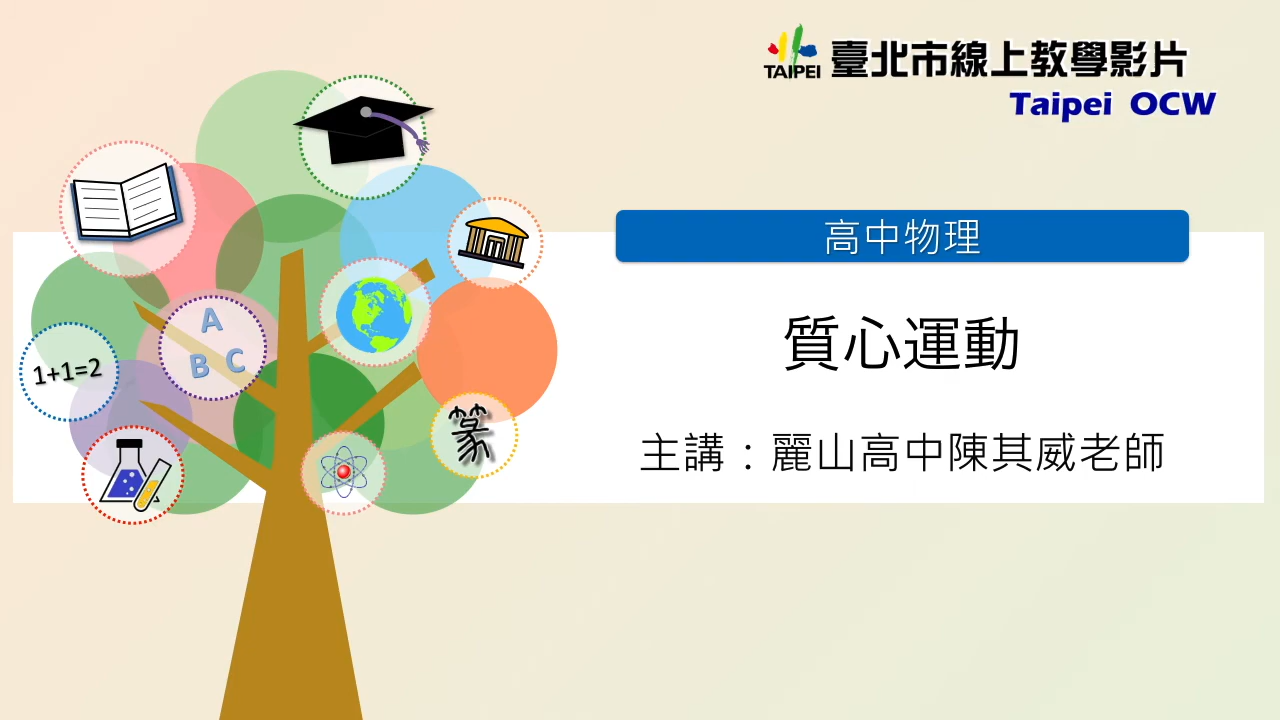 TAIPEI 臺北市線上教學影片
Taipei OCW
高中物理
質心運動
主講：麗山高中陳其威老師
A
B C
1+1=2
篆